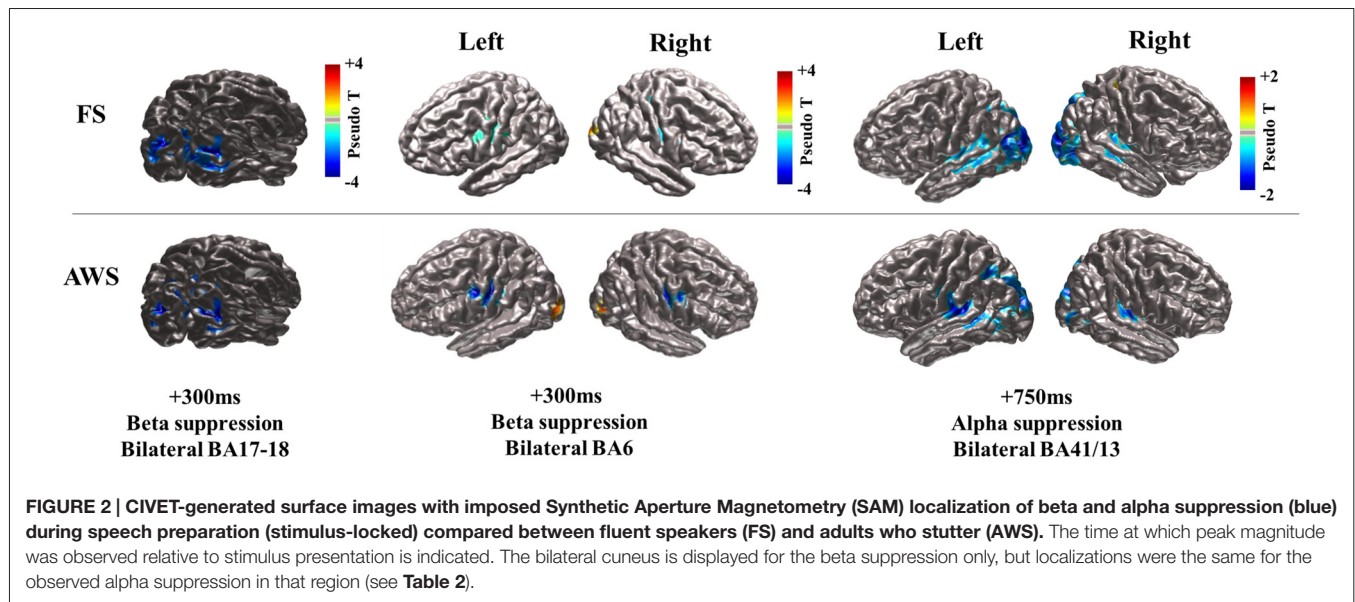 Left Right Left Right
FS
+4
Pseudo T
-4
+4
Pseudo T
-4
+2
Pseudo T
-2
AWS
+300ms
Beta suppression
Bilateral BA17-18
+300ms
Beta suppression
Bilateral BA6
+750ms
Alpha suppression
Bilateral BA41/13
FIGURE 2 | CIVET-generated surface images with imposed Synthetic Aperture Magnetometry (SAM) localization of beta and alpha suppression (blue)
during speech preparation (stimulus-locked) compared between fluent speakers (FS) and adults who stutter (AWS). The time at which peak magnitude
was observed relative to stimulus presentation is indicated. The bilateral cuneus is displayed for the beta suppression only, but localizations were the same for the
observed alpha suppression in that region (see Table 2).